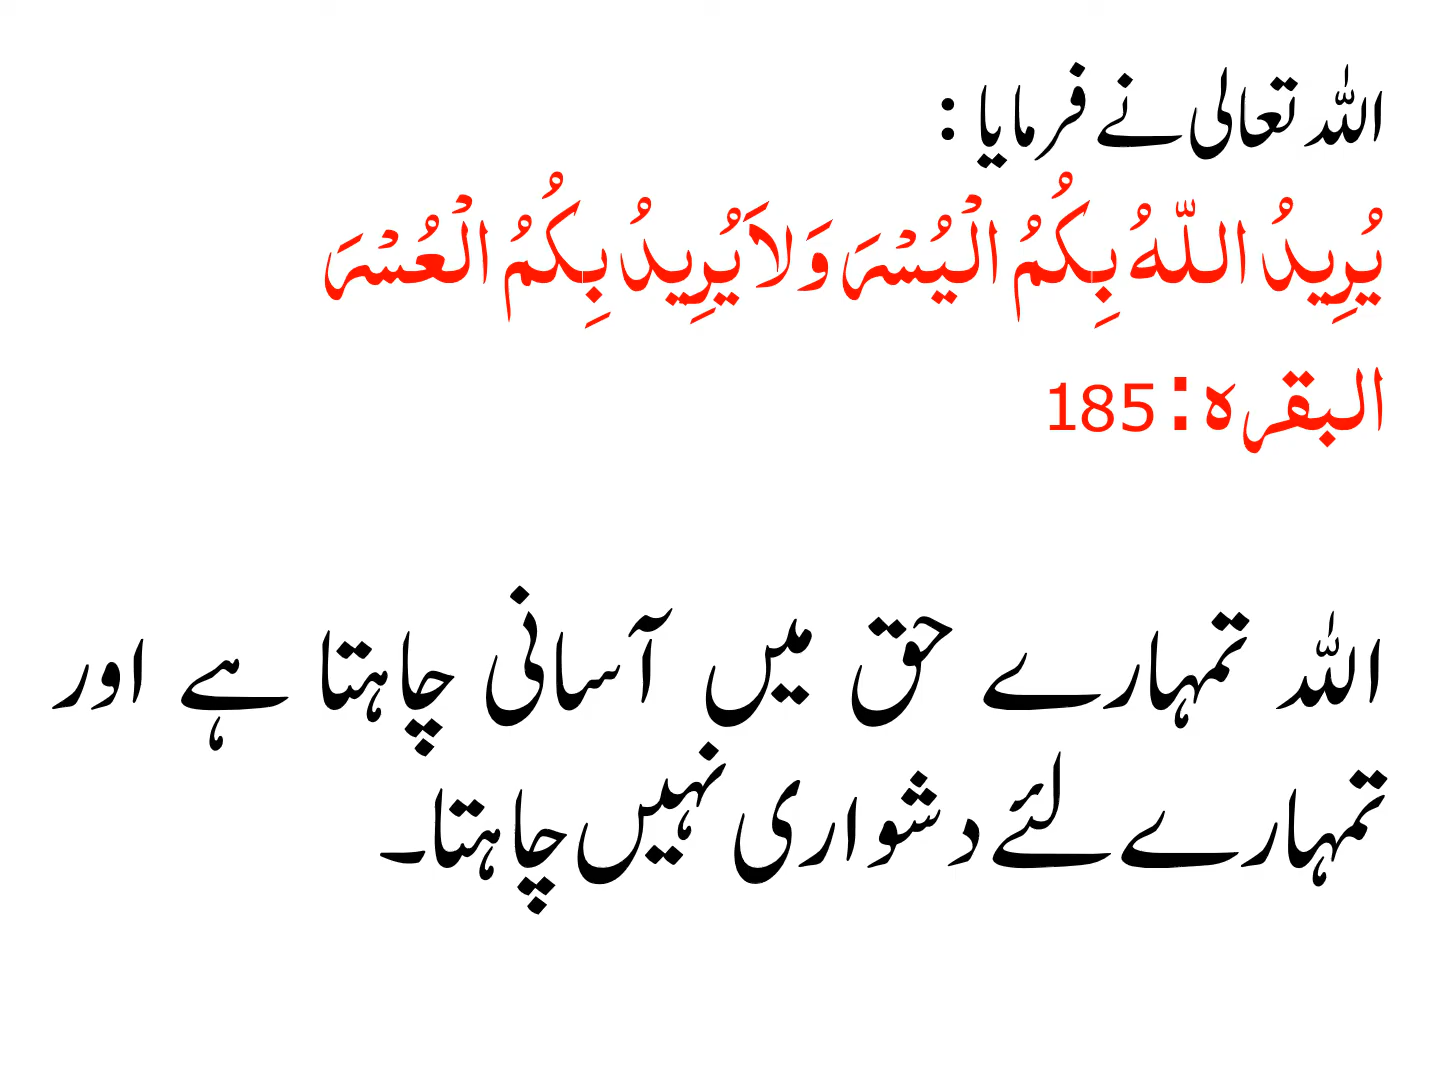 اللہ تعالی نے فرمایا :
يُرِيدُ اللّهُ بِكُمُ الْيُسْرَ وَلاَ يُرِيدُ بِكُمُ الْعُسْرَ
البقرہ:185
اللہ تمہارے حق میں آسانی چاہتا ہے اور
تمہارے لئے دشواری نہیں چاہتا۔